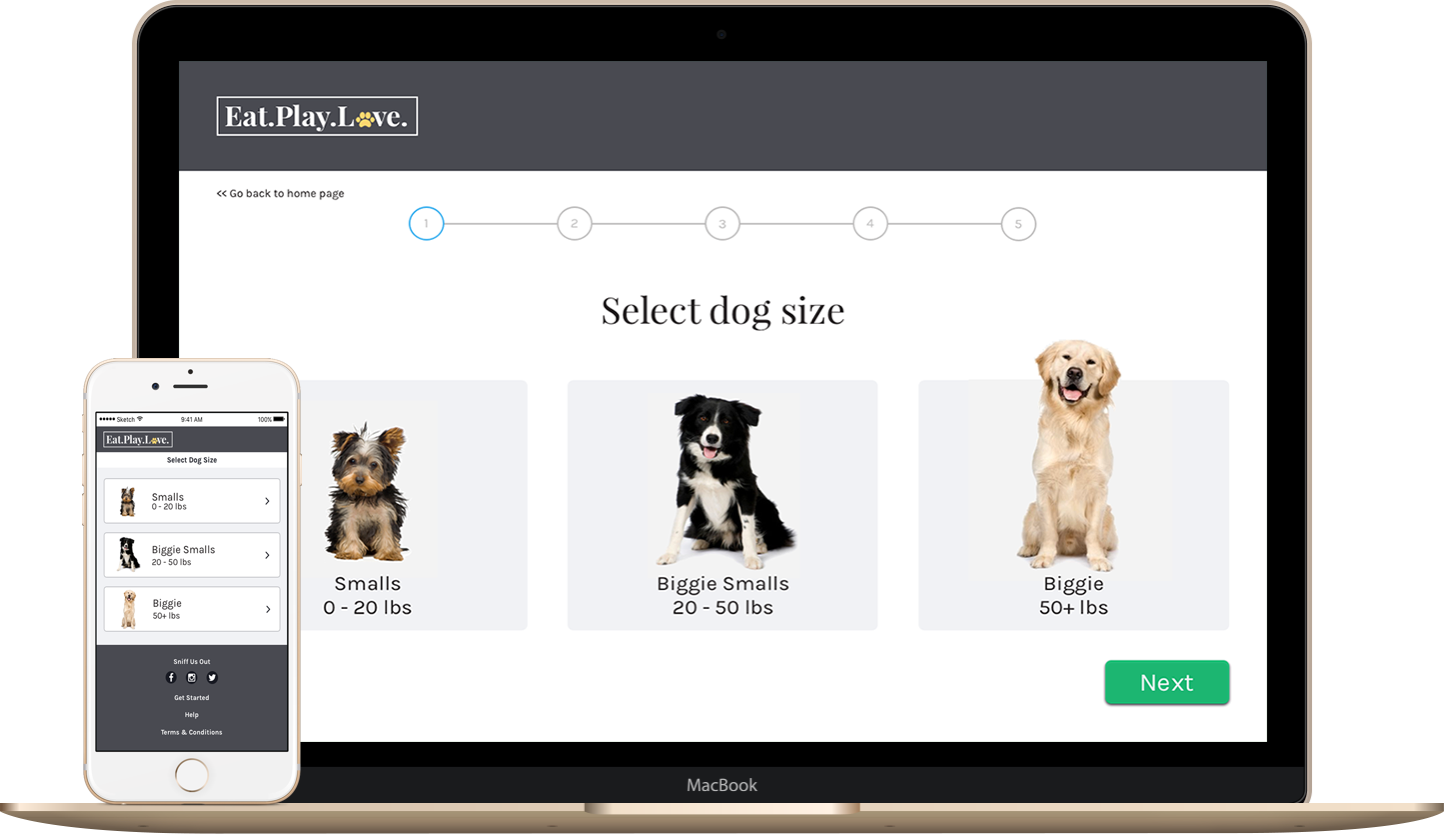 Eat.Play.Love.
<< Go back to home page
1 2 3 4 5
Select dog size
Smalls
0 - 20 lbs
Biggie Smalls
20 - 50 lbs
Biggie
50+ lbs
Next
MacBook
Sketch 9:41 AM 100%
Eat.Play.Love.
Select Dog Size
Smalls
0 - 20 lbs
Biggie Smalls
20 - 50 lbs
Biggie
50+ lbs
Sniff Us Out
Get Started
Help
Terms & Conditions